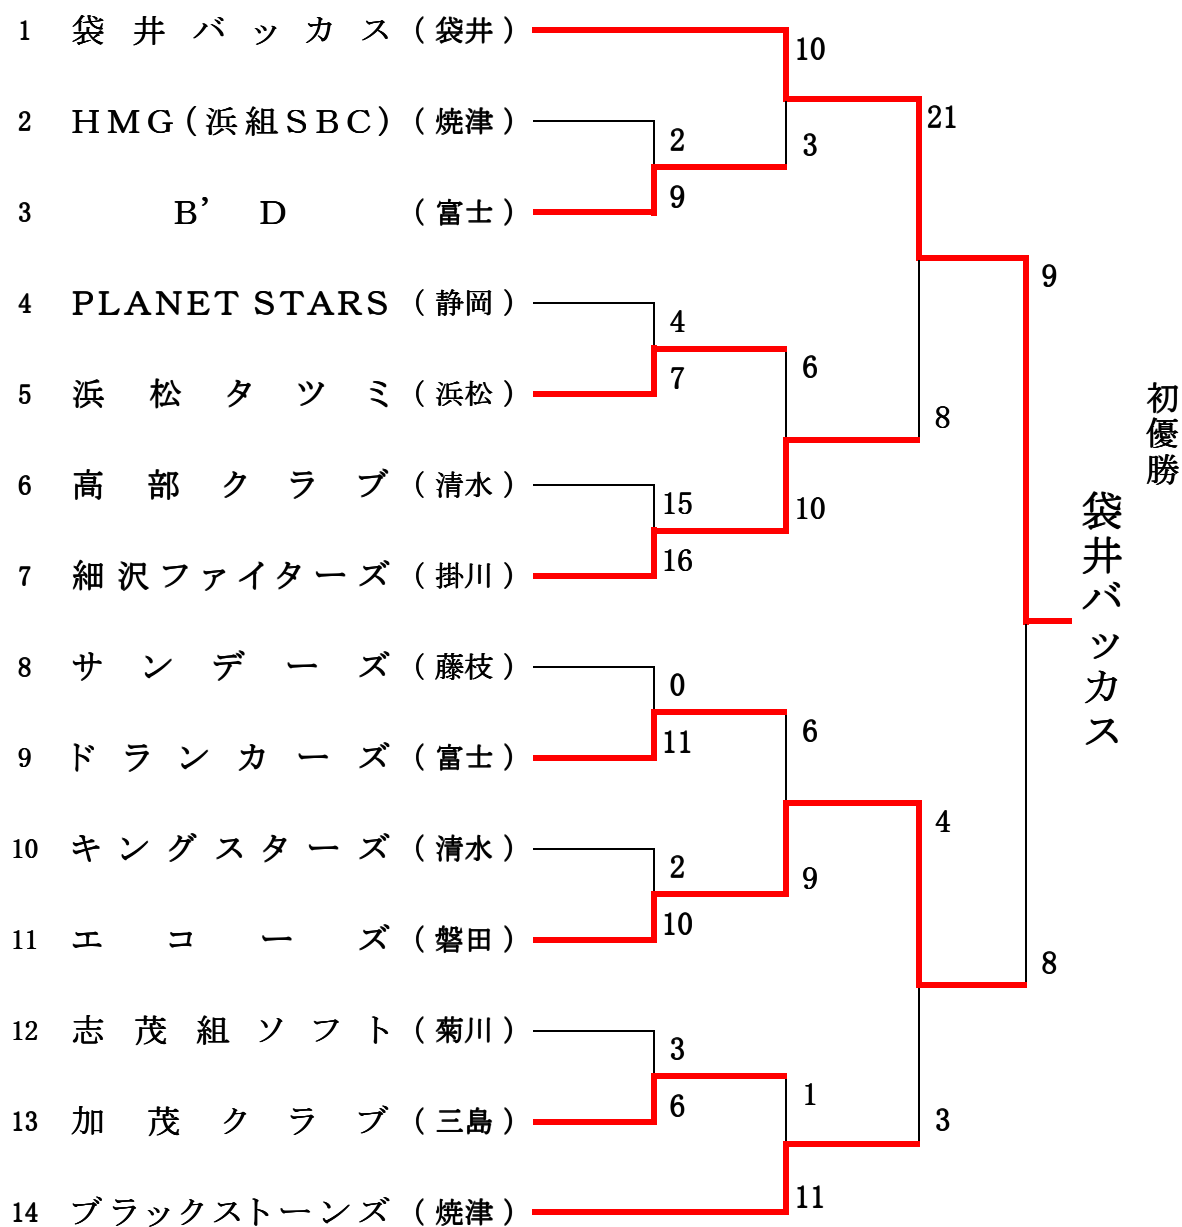 1 袋井バッカス (袋井)
10
2 HMG(浜組SBC) (焼津)
21
2
3
3 B’ D (富士)
9
9
4 PLANET STARS (静岡)
4
6
5 浜松タツミ (浜松)
7
8
初優勝
6 高部クラブ (清水)
15
10
袋井バッカス
7 細沢ファイターズ (掛川)
16
8 サンデーズ (藤枝)
0
6
9 ドランカーズ (富士)
11
4
10 キングスターズ (清水)
2
9
11 エコーズ (磐田)
10
8
12 志茂組ソフト (菊川)
3
1
13 加茂クラブ (三島)
6
3
14 ブラックストーンズ (焼津)
11